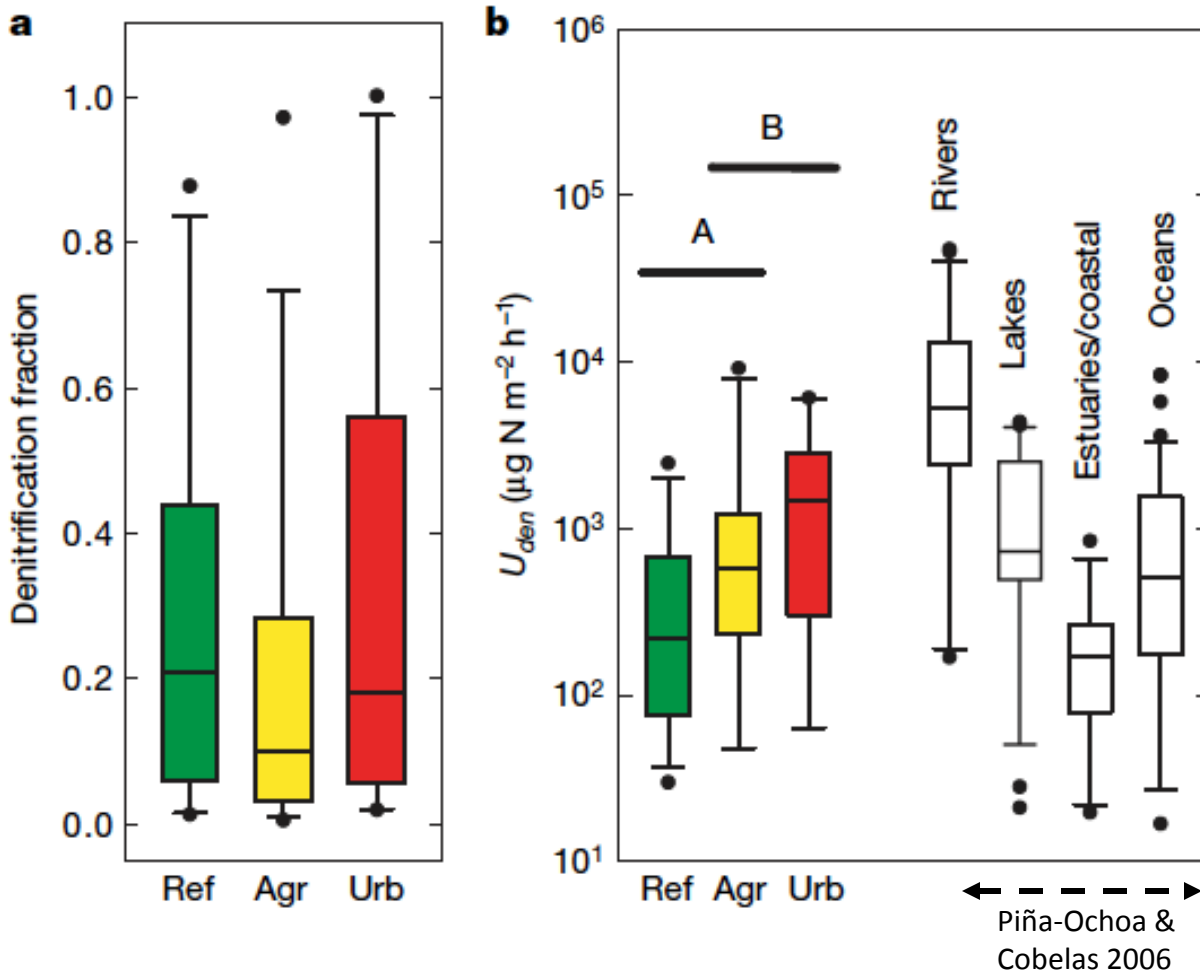 a
Denitrification fraction
1.0
0.8
0.6
0.4
0.2
0.0
Ref Agr Urb
b
U_den (µg N m⁻² h⁻¹)
10⁶
10⁵
10⁴
10³
10²
10¹
A
B
Rivers
Lakes
Estuaries/coastal
Oceans
Ref Agr Urb
Piña-Ochoa &
Cobelas 2006